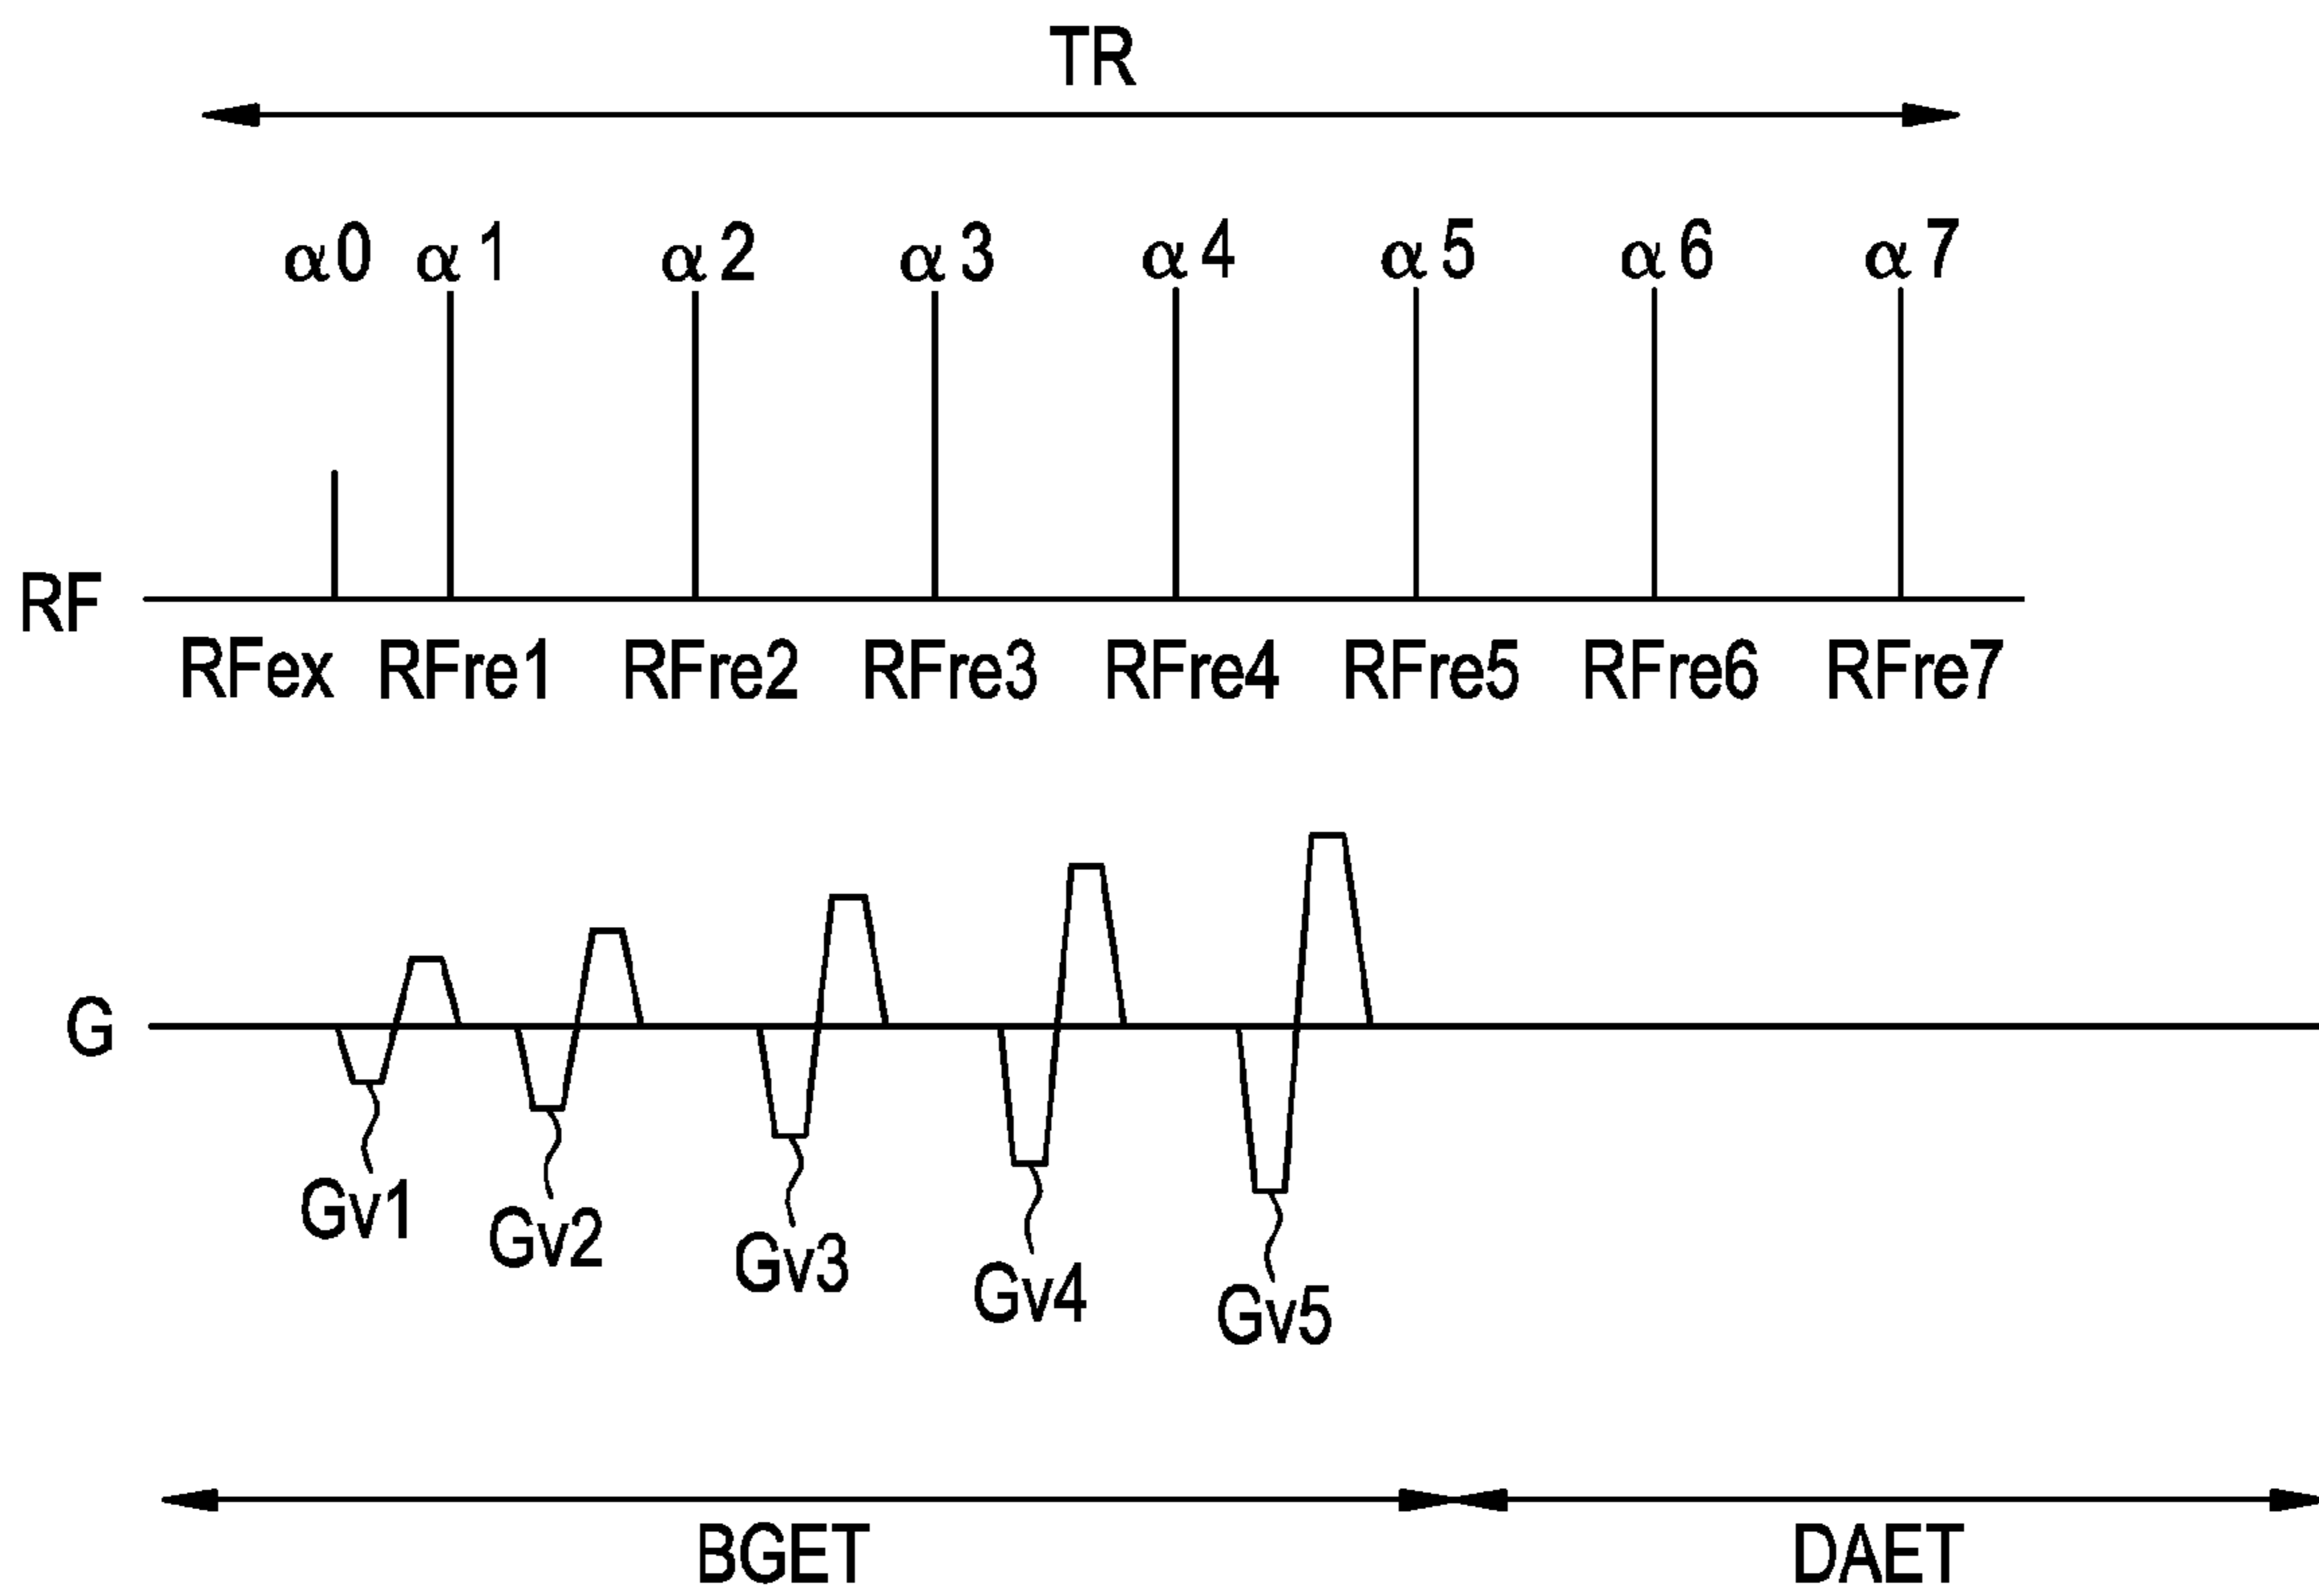 TR
α0 α1 α2 α3 α4 α5 α6 α7
RF
RFex RFre1 RFre2 RFre3 RFre4 RFre5 RFre6 RFre7
G
Gv1
Gv2
Gv3
Gv4
Gv5
BGET DAET